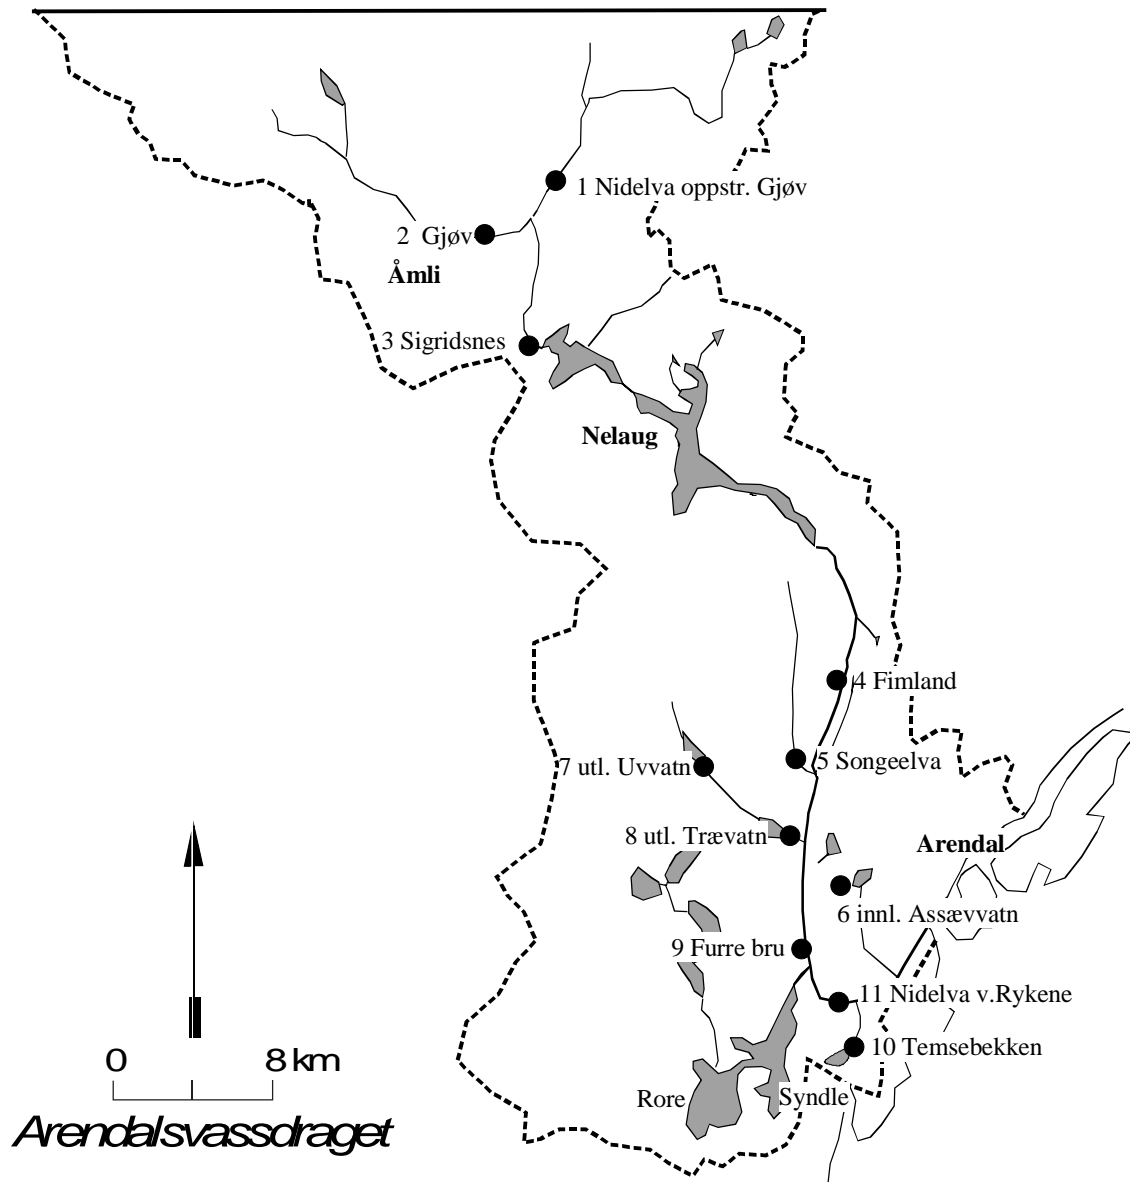 1 Nidelva oppstr. Gjøv
2 Gjøv
Åmli
3 Sigridsnes
Nelaug
4 Fimland
5 Songeelva
7 utl. Uvvatn
8 utl. Trævatn
Arendal
6 innl. Assævvatn
9 Furre bru
11 Nidelva v.Rykene
10 Temsebekken
Rore
Syndle
0 8 km
Arendalsvassdraget